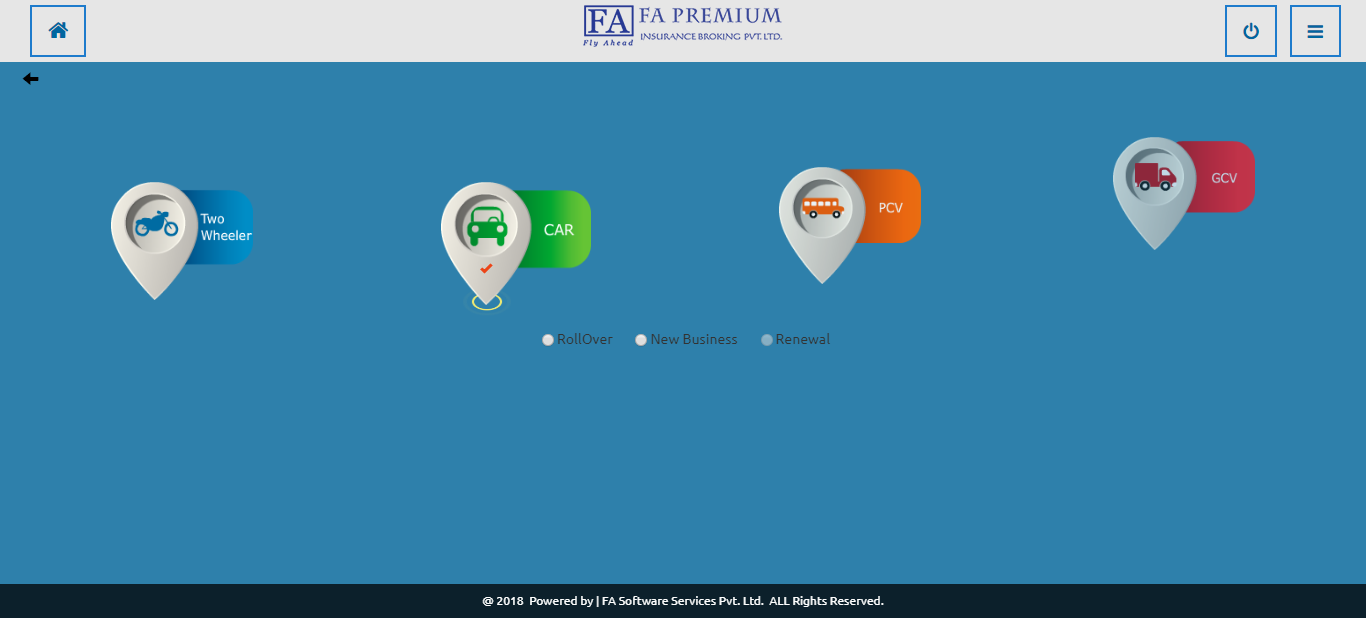 FA
Fly Ahead
FA PREMIUM
INSURANCE BROKING PVT. LTD.
Two
Wheeler
CAR
PCV
GCV
RollOver New Business Renewal
@ 2018 Powered by | FA Software Services Pvt. Ltd. ALL Rights Reserved.